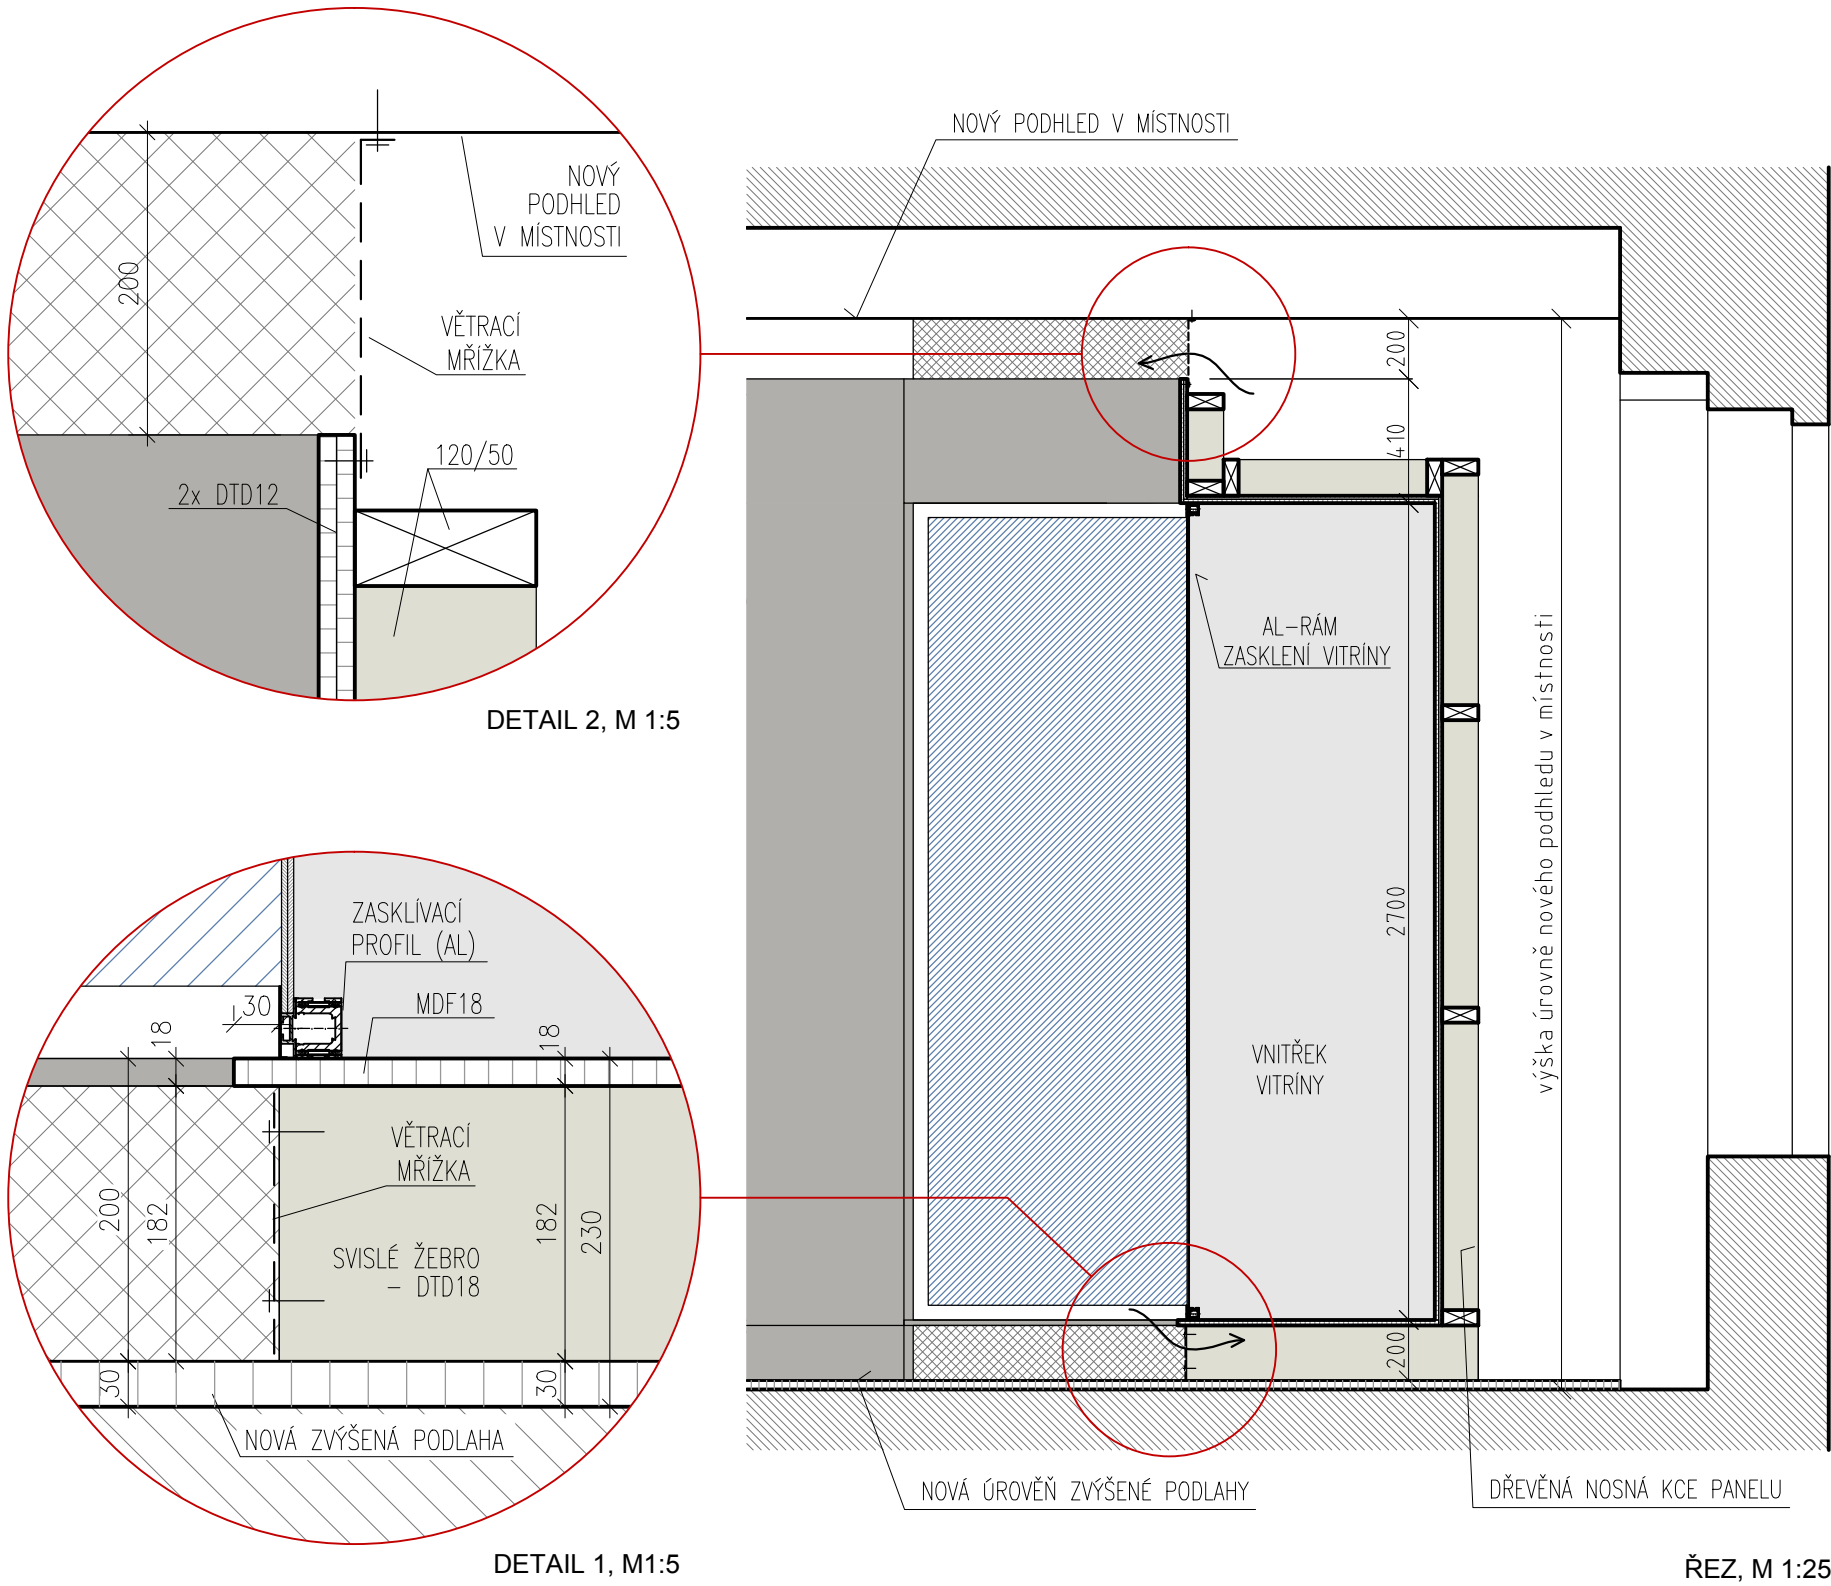 NOVÝ
PODHLED
V MÍSTNOSTI
200
VĚTRACÍ
MŘÍŽKA
120/50
2x DTD12
DETAIL 2, M 1:5
ZASKLÍVACÍ
PROFIL (AL)
30
MDF18
18
18
VĚTRACÍ
MŘÍŽKA
200
182
182
230
SVISLÉ ŽEBRO
- DTD18
30
30
NOVÁ ZVÝŠENÁ PODLAHA
DETAIL 1, M1:5
NOVÝ PODHLED V MÍSTNOSTI
200
410
AL-RÁM
ZASKLENÍ VITRÍNY
výška úrovně nového podhledu v místnosti
2700
VNITŘEK
VITRÍNY
200
NOVÁ ÚROVĚŇ ZVÝŠENÉ PODLAHY
DŘEVĚNÁ NOSNÁ KCE PANELU
ŘEZ, M 1:25